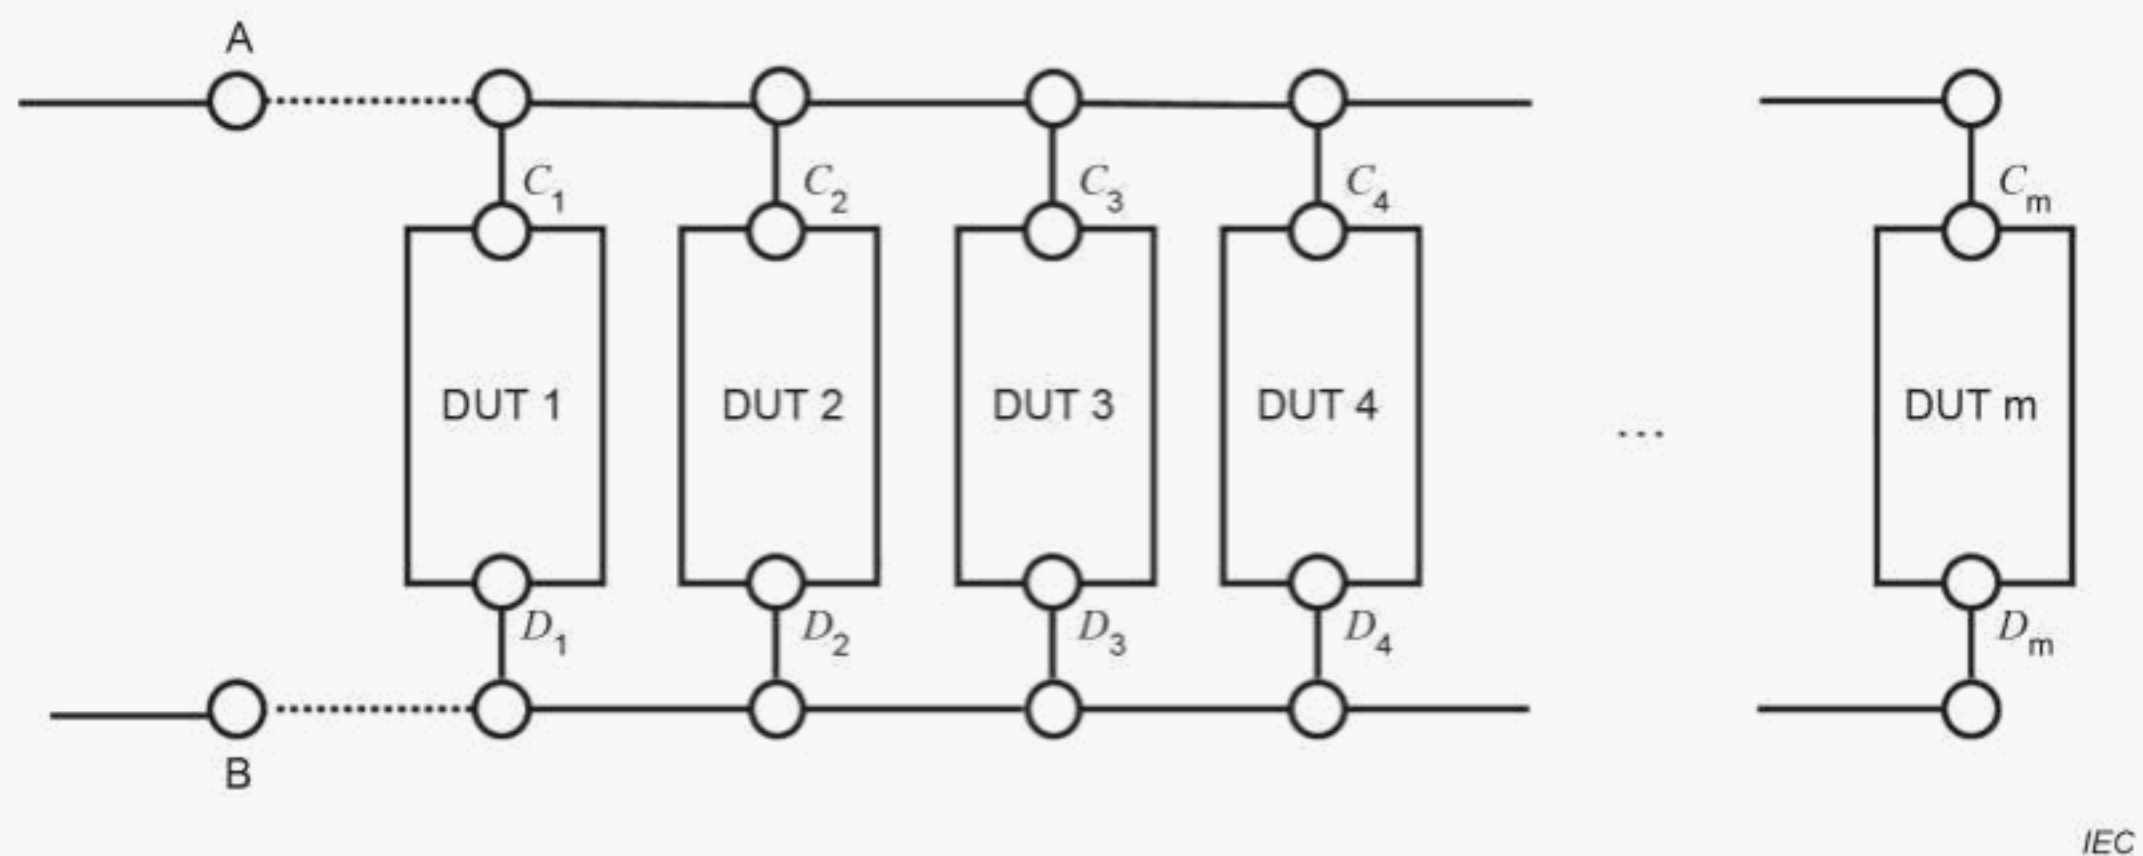 A
C1 C2 C3 C4 Cm
DUT 1 DUT 2 DUT 3 DUT 4 ... DUT m
D1 D2 D3 D4 Dm
B
IEC